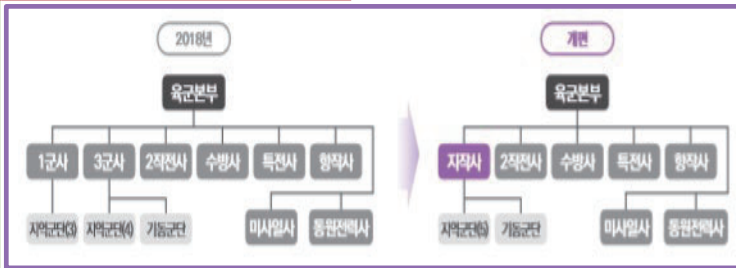 2018년
개편
육군본부
육군본부
1군사 3군사 2작전사 수방사 특전사 항작사
지작사 2작전사 수방사 특전사 항작사
지역군단(3) 지역군단(4) 기동군단 미사일사 동원전력사
지역군단(6) 기동군단 미사일사 동원전력사